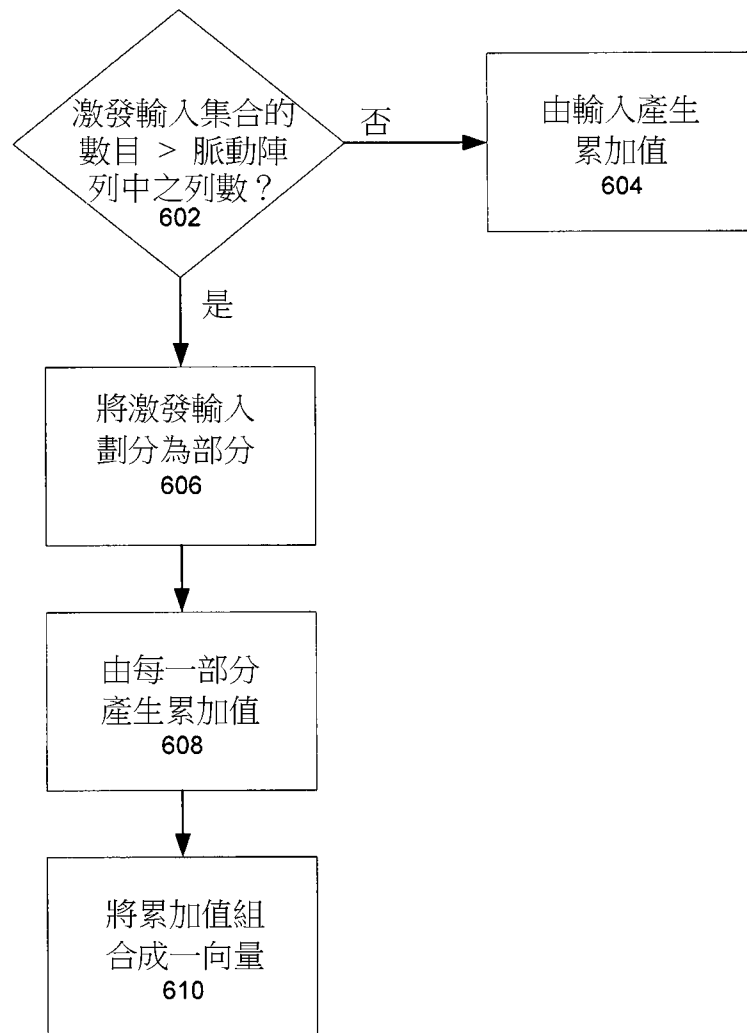 激發輸入集合的
數目 > 脈動陣
列中之列數？
602
否
由輸入產生
累加值
604
是
將激發輸入
劃分為部分
606
由每一部分
產生累加值
608
將累加值組
合成一向量
610